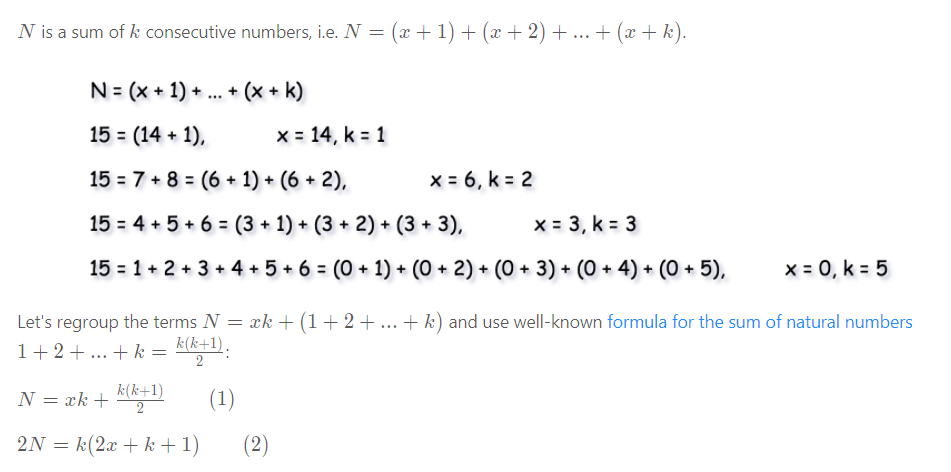 N is a sum of k consecutive numbers, i.e. N = (x + 1) + (x + 2) + ... + (x + k).
N = (x + 1) + ... + (x + k)
15 = (14 + 1), x = 14, k = 1
15 = 7 + 8 = (6 + 1) + (6 + 2), x = 6, k = 2
15 = 4 + 5 + 6 = (3 + 1) + (3 + 2) + (3 + 3), x = 3, k = 3
15 = 1 + 2 + 3 + 4 + 5 + 6 = (0 + 1) + (0 + 2) + (0 + 3) + (0 + 4) + (0 + 5), x = 0, k = 5
Let's regroup the terms N = xk + (1 + 2 + ... + k) and use well-known formula for the sum of natural numbers
1 + 2 + ... + k = k(k+1)/2:
N = xk + k(k+1)/2 (1)
2N = k(2x + k + 1) (2)